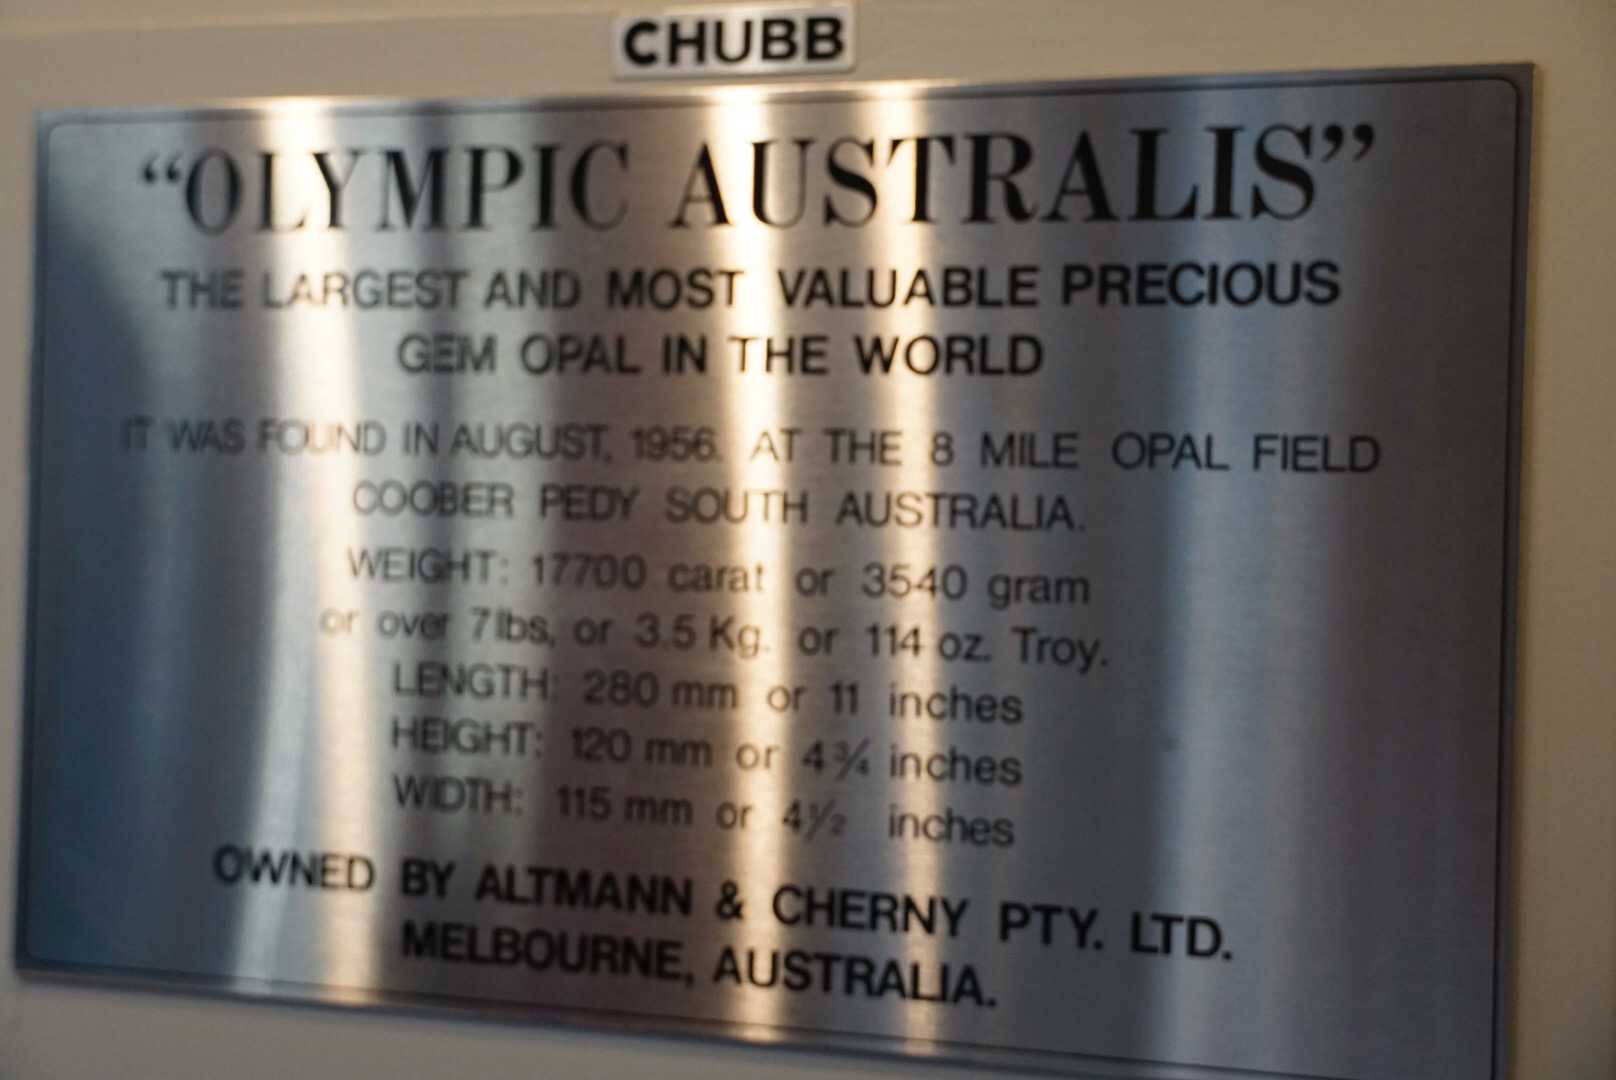 CHUBB
“OLYMPIC AUSTRALIS”
THE LARGEST AND MOST VALUABLE PRECIOUS
GEM OPAL IN THE WORLD
IT WAS FOUND IN AUGUST, 1956. AT THE 8 MILE OPAL FIELD
COOBER PEDY SOUTH AUSTRALIA.
WEIGHT: 17700 carat or 3540 gram
or over 7 lbs, or 3.5 Kg. or 114 oz. Troy.
LENGTH: 280 mm or 11 inches
HEIGHT: 120 mm or 4¾ inches
WIDTH: 115 mm or 4½ inches
OWNED BY ALTMANN & CHERNY PTY. LTD.
MELBOURNE, AUSTRALIA.